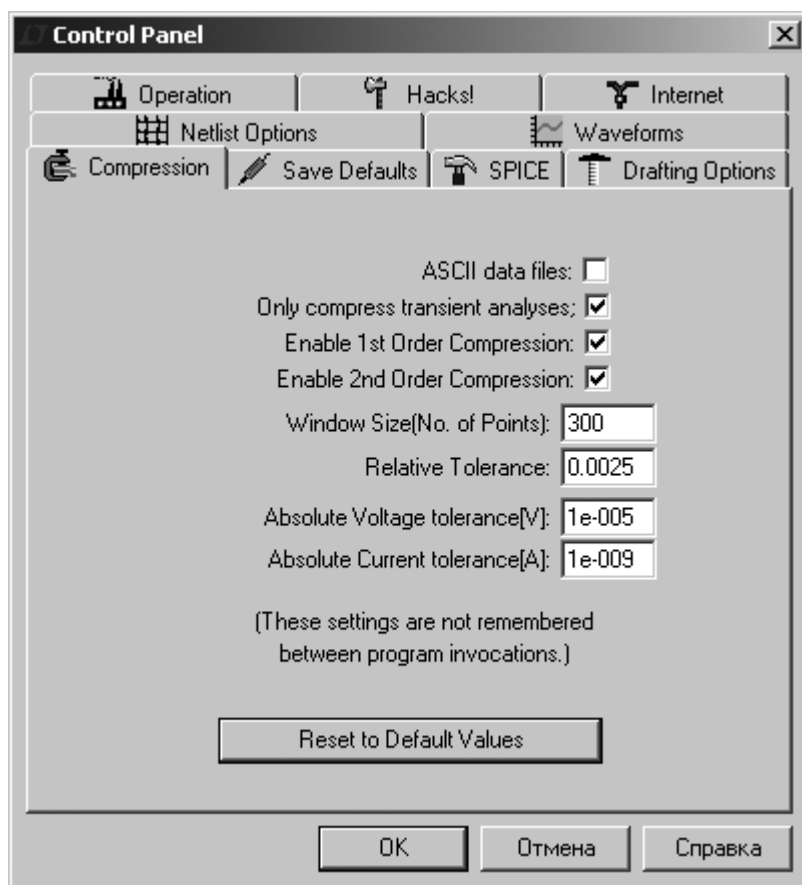 Control Panel
Operation
Hacks!
Internet
Netlist Options
Waveforms
Compression
Save Defaults
SPICE
Drafting Options
ASCII data files:
Only compress transient analyses;
Enable 1st Order Compression:
Enable 2nd Order Compression:
Window Size(No. of Points): 300
Relative Tolerance: 0.0025
Absolute Voltage tolerance[V]: 1e-005
Absolute Current tolerance[A]: 1e-009
(These settings are not remembered
between program invocations.)
Reset to Default Values
OK
Отмена
Справка